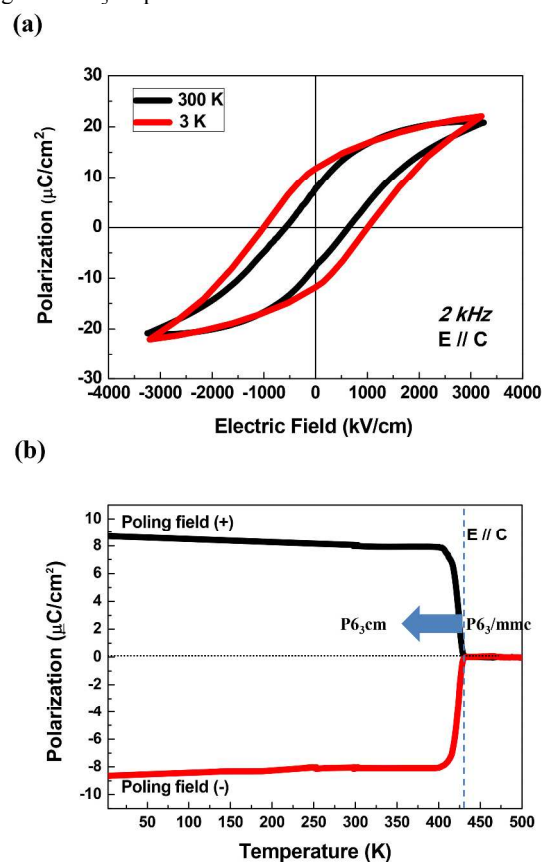 (a)
30
20
10
0
-10
-20
-30
300 K
3 K
2 kHz
E // C
-4000 -3000 -2000 -1000 0 1000 2000 3000 4000
Polarization (μC/cm²)
Electric Field (kV/cm)
(b)
10
8
6
4
2
0
-2
-4
-6
-8
-10
Poling field (+)
E // C
P6₃cm
P6₃/mmc
Poling field (-)
50 100 150 200 250 300 350 400 450 500
Polarization (μC/cm²)
Temperature (K)